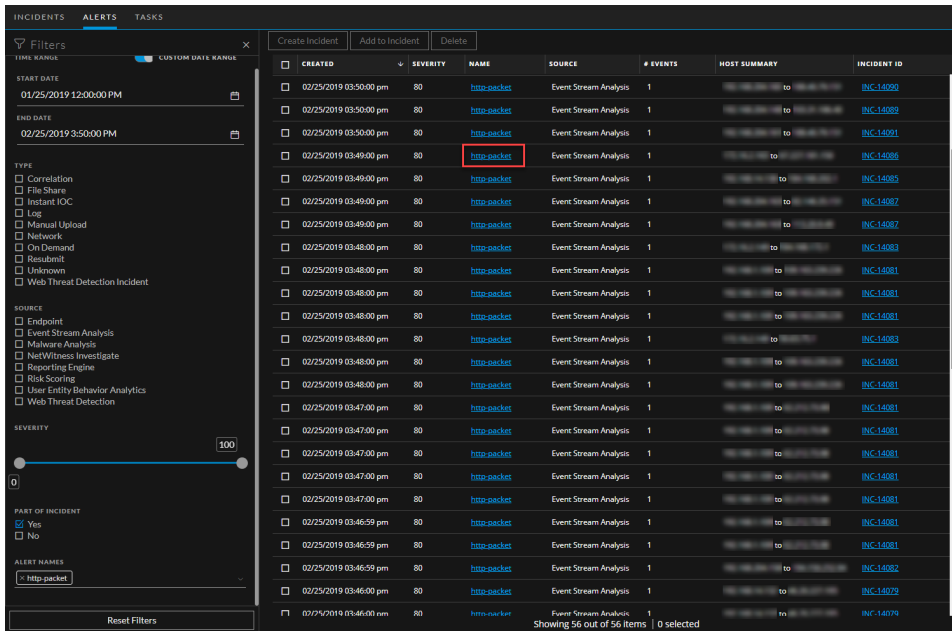 INCIDENTS ALERTS TASKS
Filters ×
TIME RANGE CUSTOM DATE RANGE
START DATE
01/25/2019 12:00:00 PM
END DATE
02/25/2019 3:50:00 PM
TYPE
Correlation
File Share
Instant IOC
Log
Manual Upload
Network
On Demand
Resubmit
Unknown
Web Threat Detection Incident
SOURCE
Endpoint
Event Stream Analysis
Malware Analysis
NetWitness Investigate
Reporting Engine
Risk Scoring
User Entity Behavior Analytics
Web Threat Detection
SEVERITY
100
0
PART OF INCIDENT
Yes
No
ALERT NAMES
× http-packet
Reset Filters
Create Incident Add to Incident Delete
CREATED SEVERITY NAME SOURCE # EVENTS HOST SUMMARY INCIDENT ID
02/25/2019 03:50:00 pm 80 http-packet Event Stream Analysis 1 to INC-14090
02/25/2019 03:50:00 pm 80 http-packet Event Stream Analysis 1 to INC-14089
02/25/2019 03:50:00 pm 80 http-packet Event Stream Analysis 1 to INC-14091
02/25/2019 03:49:00 pm 80 http-packet Event Stream Analysis 1 to INC-14086
02/25/2019 03:49:00 pm 80 http-packet Event Stream Analysis 1 to INC-14085
02/25/2019 03:49:00 pm 80 http-packet Event Stream Analysis 1 to INC-14087
02/25/2019 03:49:00 pm 80 http-packet Event Stream Analysis 1 to INC-14087
02/25/2019 03:48:00 pm 80 http-packet Event Stream Analysis 1 to INC-14083
02/25/2019 03:48:00 pm 80 http-packet Event Stream Analysis 1 to INC-14081
02/25/2019 03:48:00 pm 80 http-packet Event Stream Analysis 1 to INC-14081
02/25/2019 03:48:00 pm 80 http-packet Event Stream Analysis 1 to INC-14081
02/25/2019 03:48:00 pm 80 http-packet Event Stream Analysis 1 to INC-14083
02/25/2019 03:48:00 pm 80 http-packet Event Stream Analysis 1 to INC-14081
02/25/2019 03:48:00 pm 80 http-packet Event Stream Analysis 1 to INC-14081
02/25/2019 03:47:00 pm 80 http-packet Event Stream Analysis 1 to INC-14081
02/25/2019 03:47:00 pm 80 http-packet Event Stream Analysis 1 to INC-14081
02/25/2019 03:47:00 pm 80 http-packet Event Stream Analysis 1 to INC-14081
02/25/2019 03:47:00 pm 80 http-packet Event Stream Analysis 1 to INC-14081
02/25/2019 03:47:00 pm 80 http-packet Event Stream Analysis 1 to INC-14081
02/25/2019 03:46:59 pm 80 http-packet Event Stream Analysis 1 to INC-14081
02/25/2019 03:46:59 pm 80 http-packet Event Stream Analysis 1 to INC-14081
02/25/2019 03:46:59 pm 80 http-packet Event Stream Analysis 1 to INC-14082
02/25/2019 03:46:00 pm 80 http-packet Event Stream Analysis 1 to INC-14079
02/25/2019 03:46:00 pm 80 http-packet Event Stream Analysis 1 to INC-14079
Showing 56 out of 56 items | 0 selected